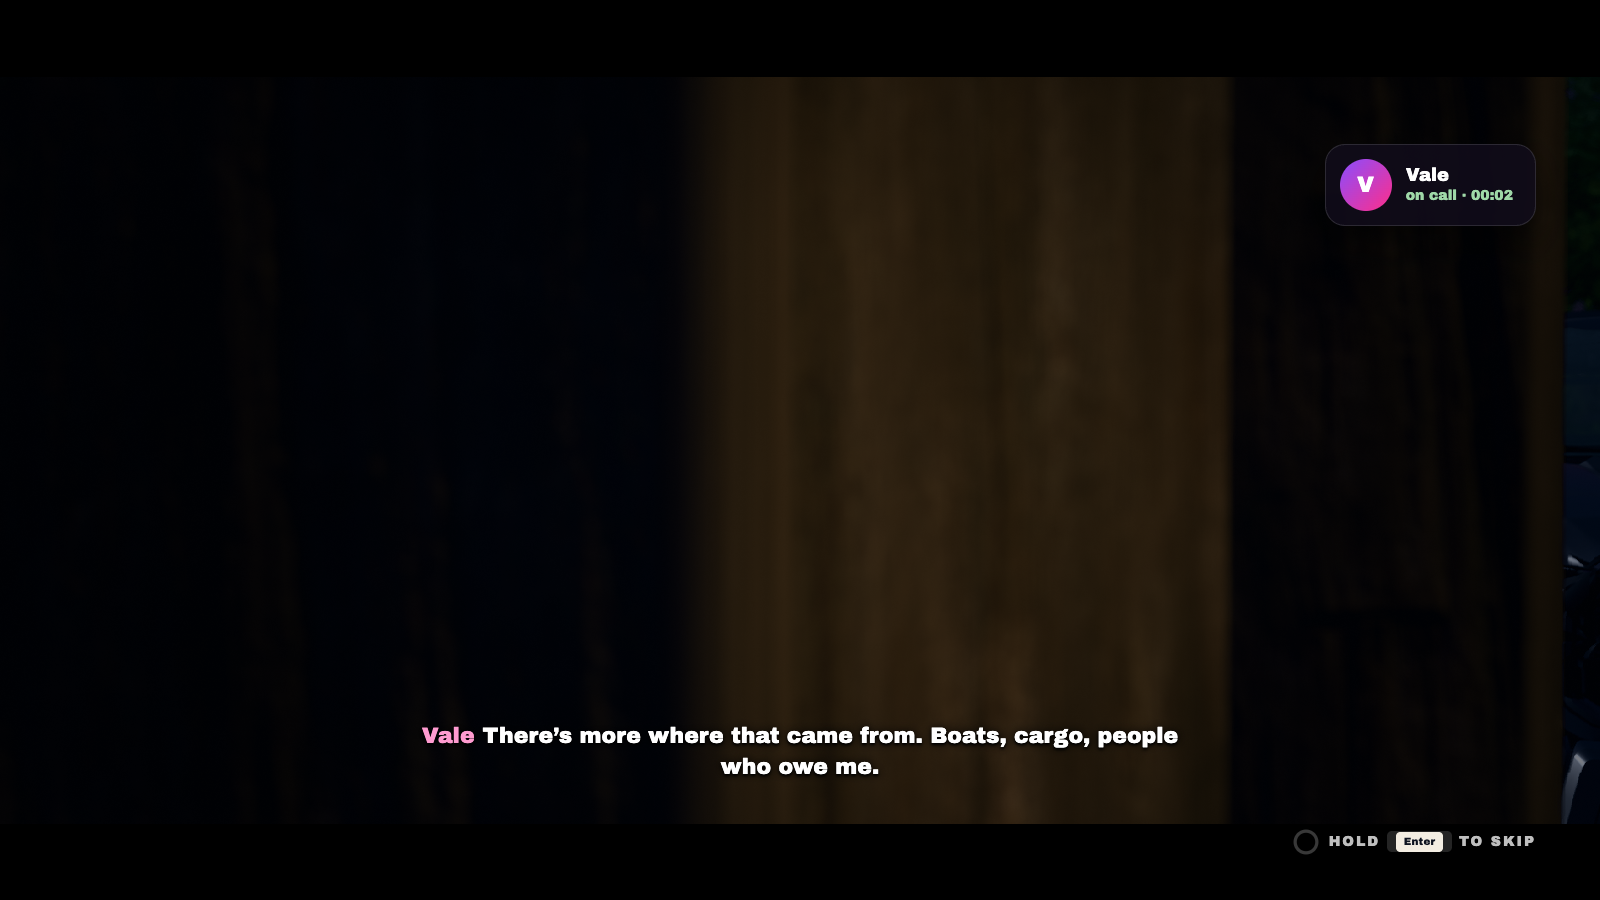 V
Vale
on call · 00:02
Vale There’s more where that came from. Boats, cargo, people
who owe me.
HOLD Enter TO SKIP